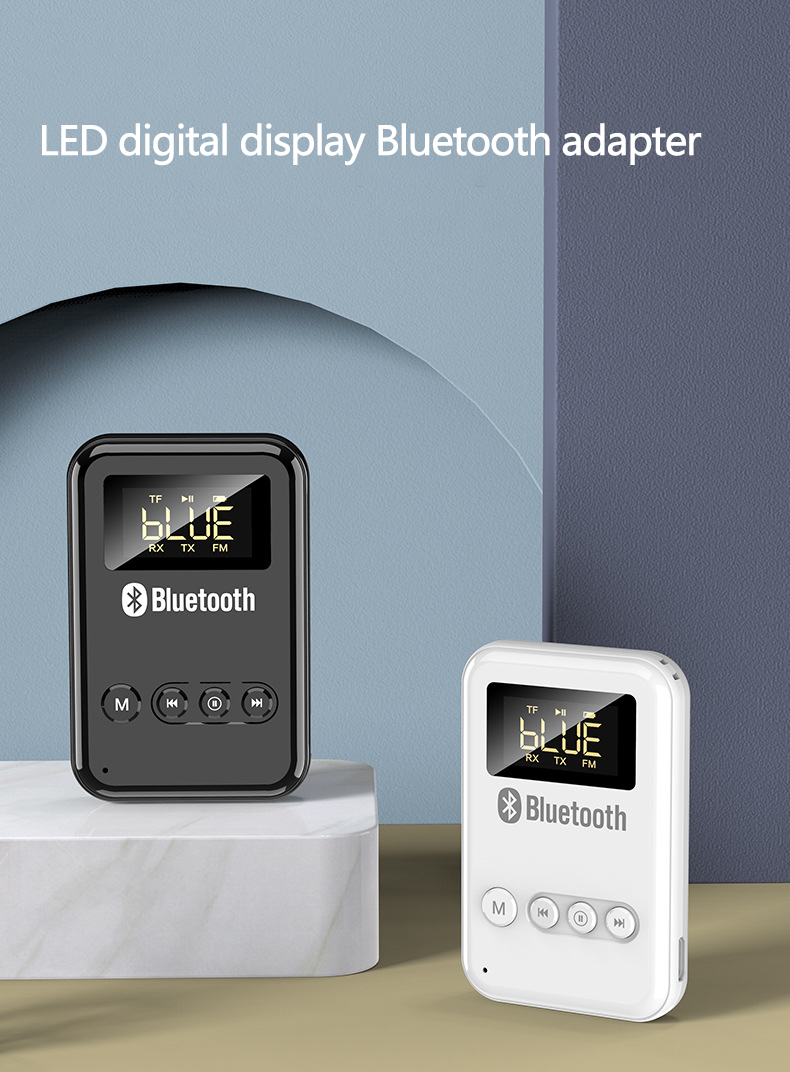 LED digital display Bluetooth adapter
TF
bLUE
RX TX FM
Bluetooth
M
TF
bLUE
RX TX FM
Bluetooth
M